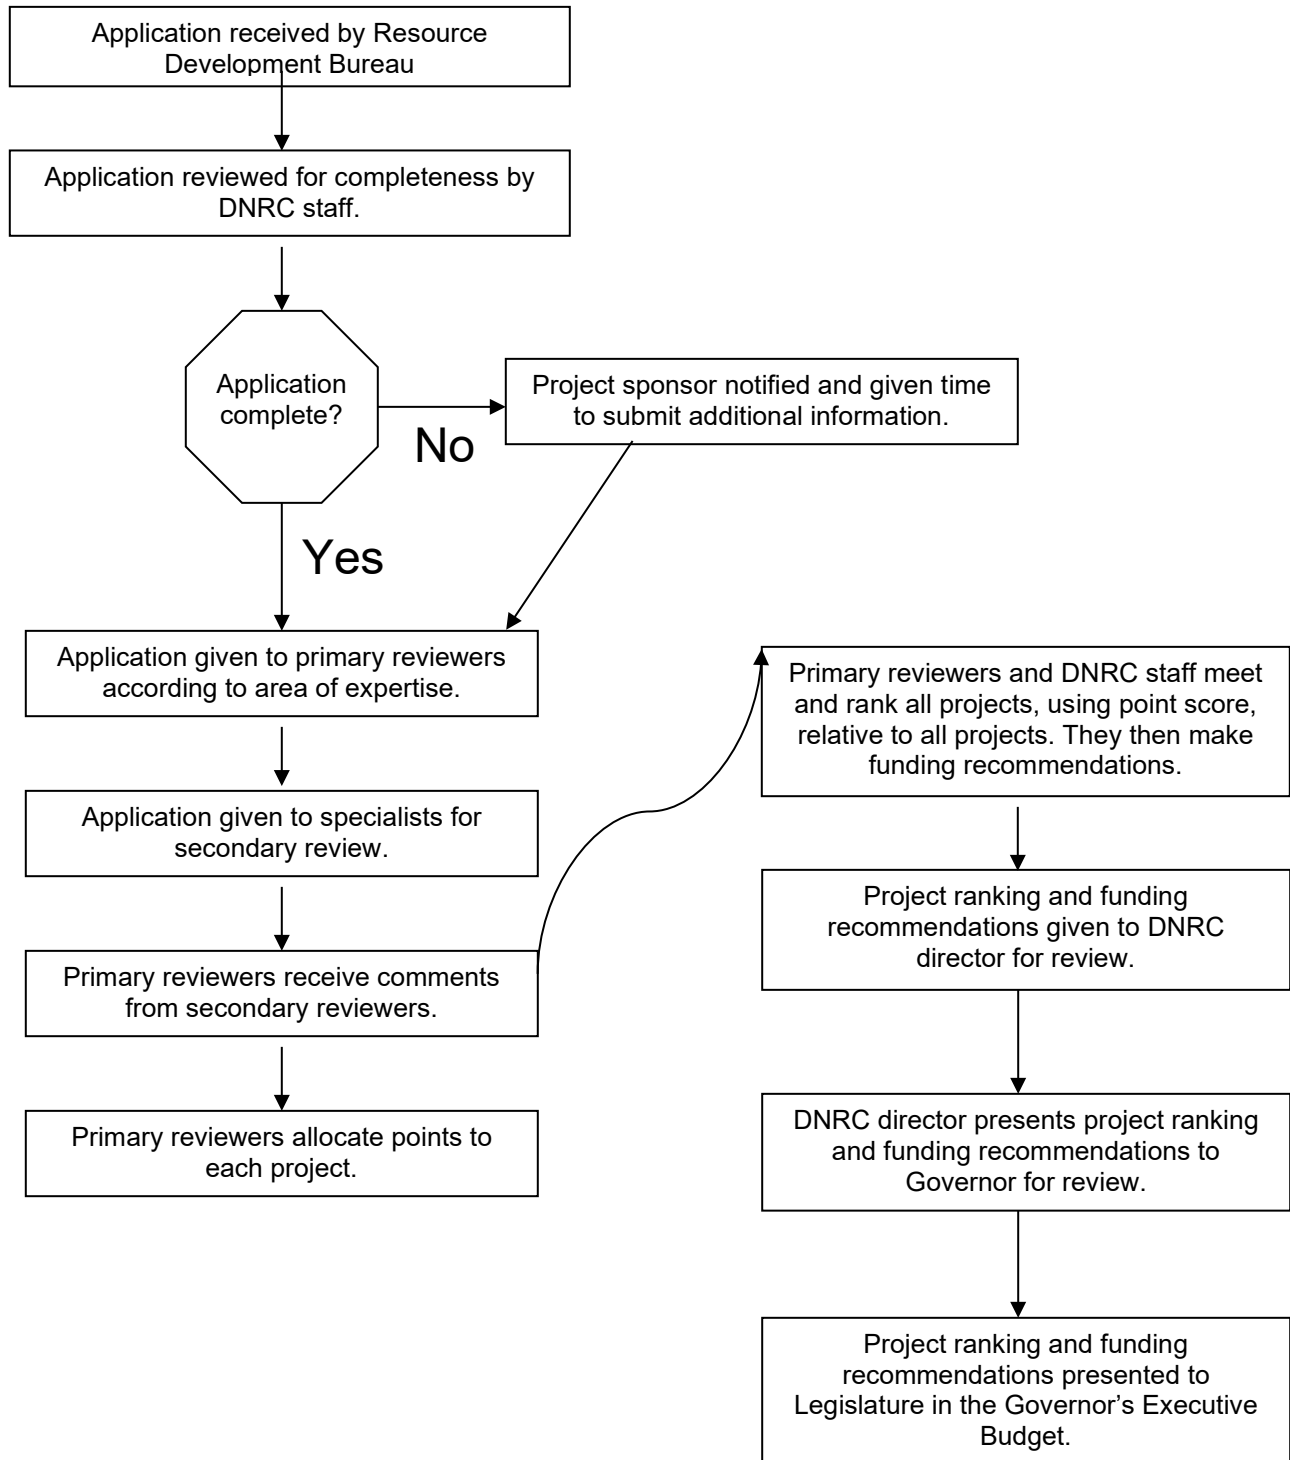 Application received by Resource
Development Bureau
Application reviewed for completeness by
DNRC staff.
Application
complete?
No
Project sponsor notified and given time
to submit additional information.
Yes
Application given to primary reviewers
according to area of expertise.
Application given to specialists for
secondary review.
Primary reviewers receive comments
from secondary reviewers.
Primary reviewers allocate points to
each project.
Primary reviewers and DNRC staff meet
and rank all projects, using point score,
relative to all projects. They then make
funding recommendations.
Project ranking and funding
recommendations given to DNRC
director for review.
DNRC director presents project ranking
and funding recommendations to
Governor for review.
Project ranking and funding
recommendations presented to
Legislature in the Governor’s Executive
Budget.